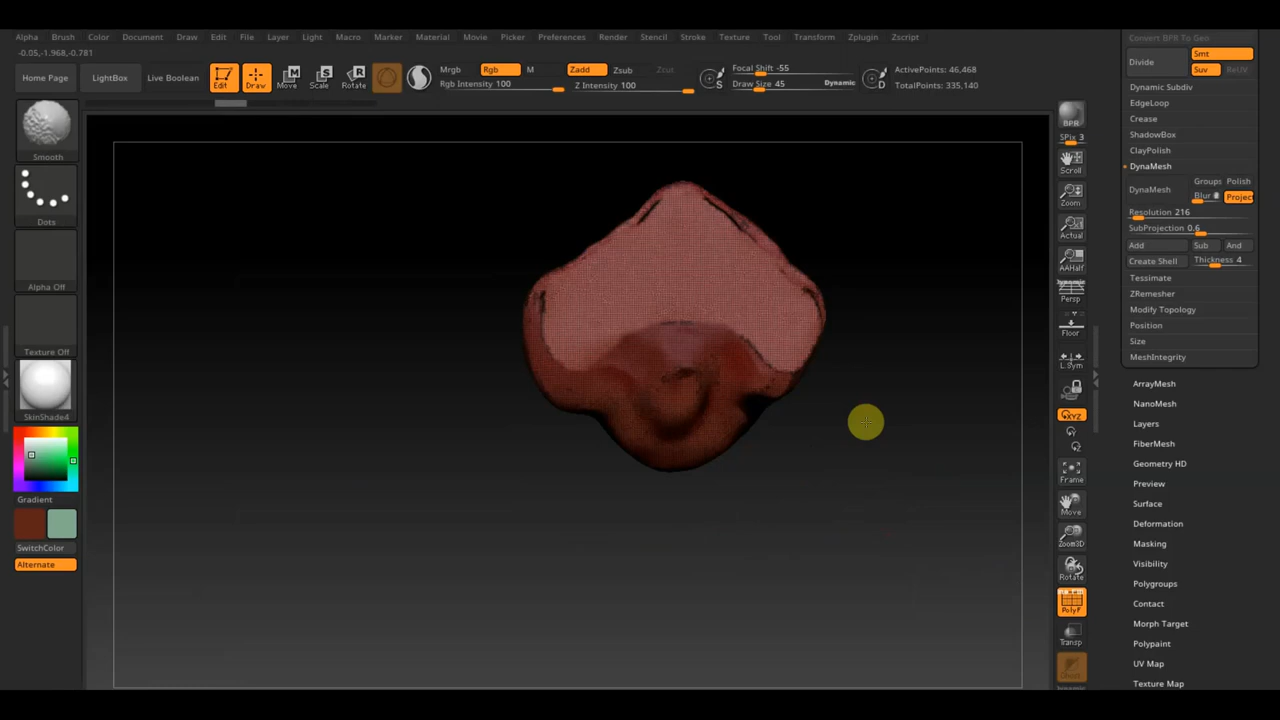 Alpha Brush Color Document Draw Edit File Layer Light Macro Marker Material Movie Picker Preferences Render Stencil Stroke Texture Tool Transform Zplugin Zscript
-0.05,-1.968,-0.781
Home Page LightBox Live Boolean Edit Draw Move Scale Rotate
Mrgb Rgb M Zadd Zsub Zrut Focal Shift -55 ActivePoints: 46,468
Rgb Intensity 100 Z Intensity 100 S Draw Size 45 Dynamic D TotalPoints: 335,140
Smooth
Dots
Alpha Off
Texture Off
SkinShade4
Gradient
SwitchColor
Alternate
BPR
SPix 3
Scroll
Zoom
Actual
AAHalf
Dynamic
Persp
Floor
L.Sym
XYZ
Y
Z
Frame
Move
Zoom3D
Rotate
PolyF
Transp
Dynamic
Convert BPR To Geo
Divide Smt
Suv ReUV
Dynamic Subdiv
EdgeLoop
Crease
ShadowBox
ClayPolish
DynaMesh
DynaMesh Groups Polish
Blur Project
Resolution 216
SubProjection 0.6
Add Sub And
Create Shell Thickness 4
Tessimate
ZRemesher
Modify Topology
Position
Size
MeshIntegrity
ArrayMesh
NanoMesh
Layers
FiberMesh
Geometry HD
Preview
Surface
Deformation
Masking
Visibility
Polygroups
Contact
Morph Target
Polypaint
UV Map
Texture Map